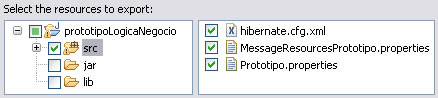 Select the resources to export:
prototipoLogicaNegocio
src
jar
lib
hibernate.cfg.xml
MessageResourcesPrototipo.properties
Prototipo.properties